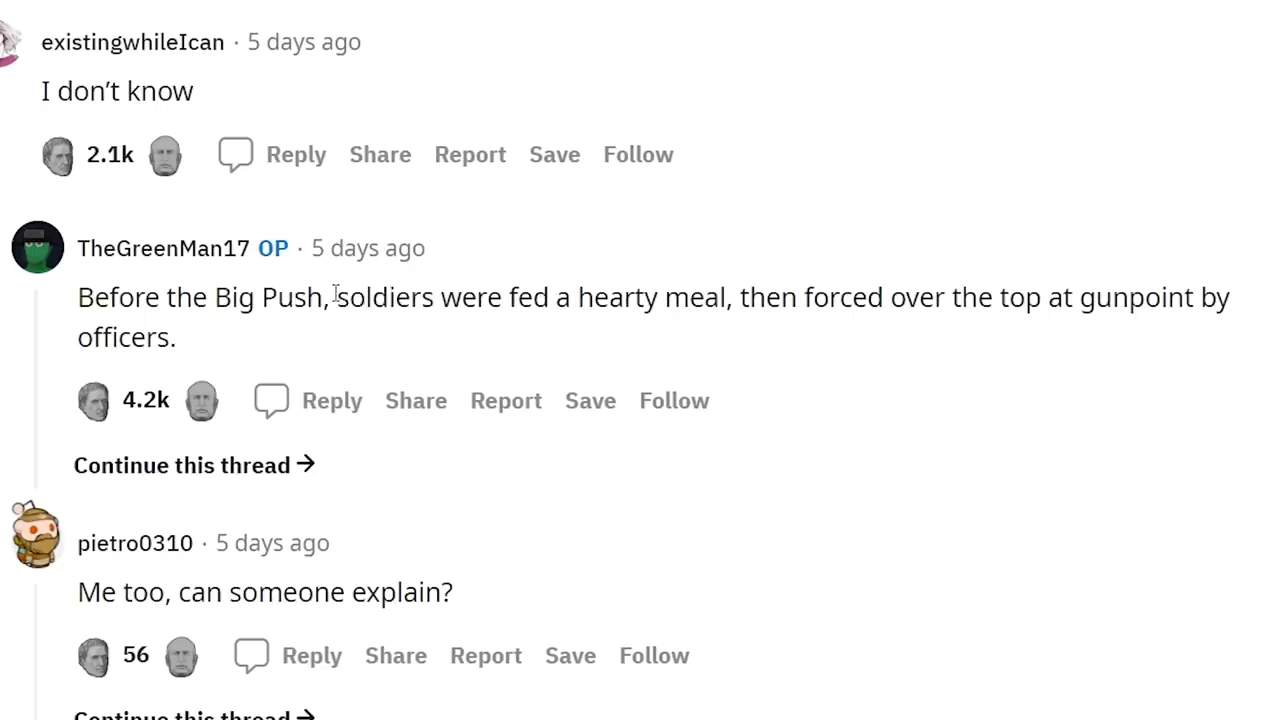 existingwhileIcan · 5 days ago
I don't know
2.1k Reply Share Report Save Follow
TheGreenMan17 OP · 5 days ago
Before the Big Push, soldiers were fed a hearty meal, then forced over the top at gunpoint by
officers.
4.2k Reply Share Report Save Follow
Continue this thread →
pietro0310 · 5 days ago
Me too, can someone explain?
56 Reply Share Report Save Follow
Continue this thread →